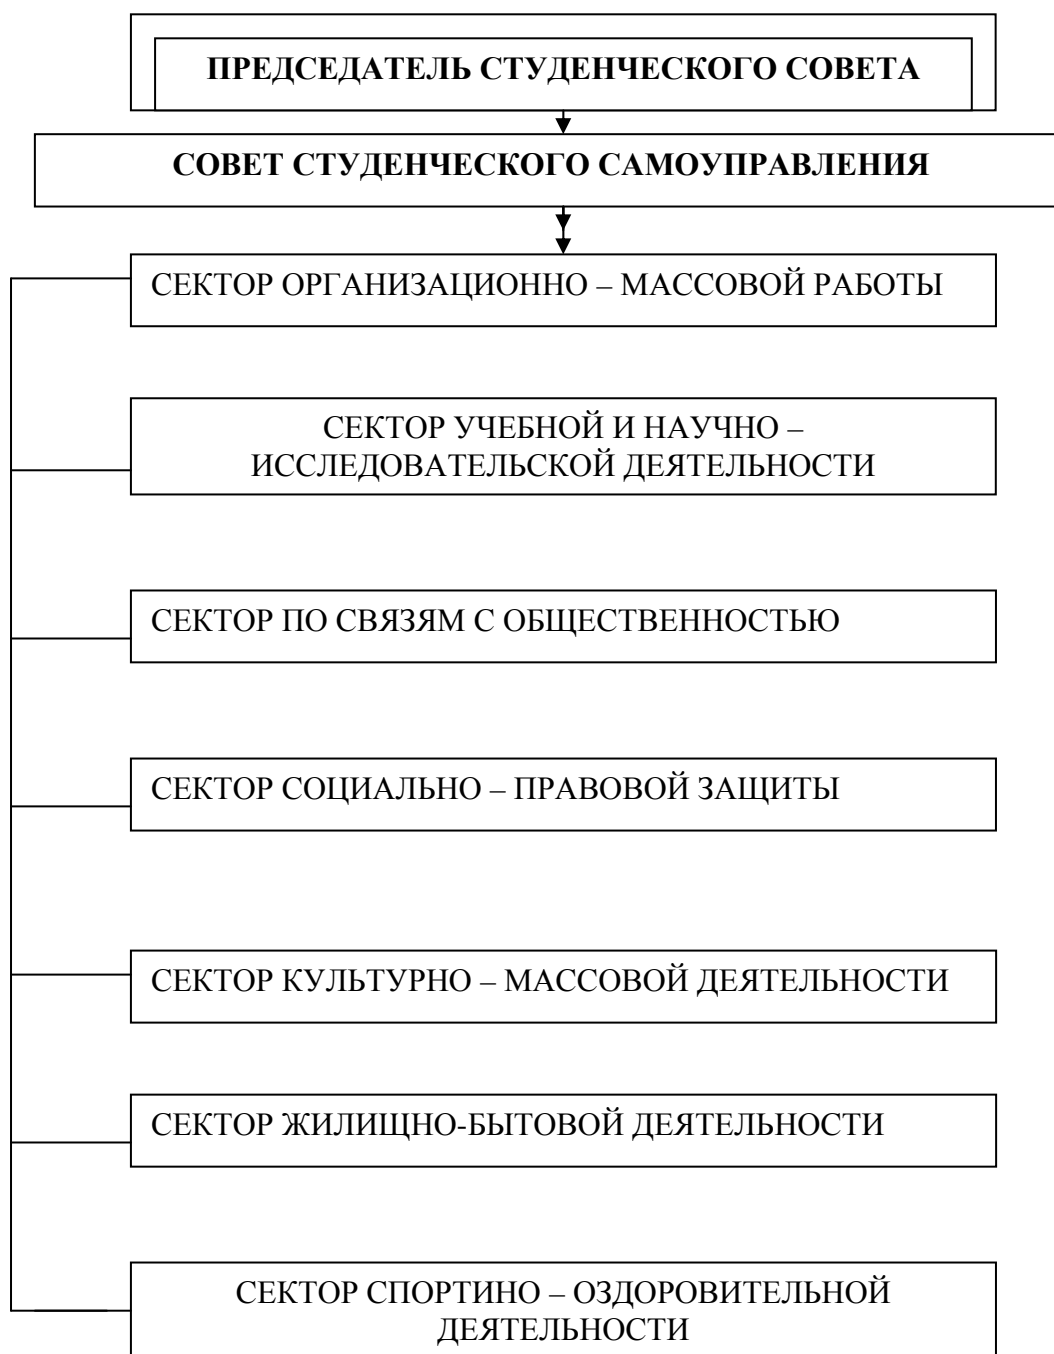 ПРЕДСЕДАТЕЛЬ СТУДЕНЧЕСКОГО СОВЕТА
СОВЕТ СТУДЕНЧЕСКОГО САМОУПРАВЛЕНИЯ
СЕКТОР ОРГАНИЗАЦИОННО – МАССОВОЙ РАБОТЫ
СЕКТОР УЧЕБНОЙ И НАУЧНО –
ИССЛЕДОВАТЕЛЬСКОЙ ДЕЯТЕЛЬНОСТИ
СЕКТОР ПО СВЯЗЯМ С ОБЩЕСТВЕННОСТЬЮ
СЕКТОР СОЦИАЛЬНО – ПРАВОВОЙ ЗАЩИТЫ
СЕКТОР КУЛЬТУРНО – МАССОВОЙ ДЕЯТЕЛЬНОСТИ
СЕКТОР ЖИЛИЩНО-БЫТОВОЙ ДЕЯТЕЛЬНОСТИ
СЕКТОР СПОРТИНО – ОЗДОРОВИТЕЛЬНОЙ
ДЕЯТЕЛЬНОСТИ